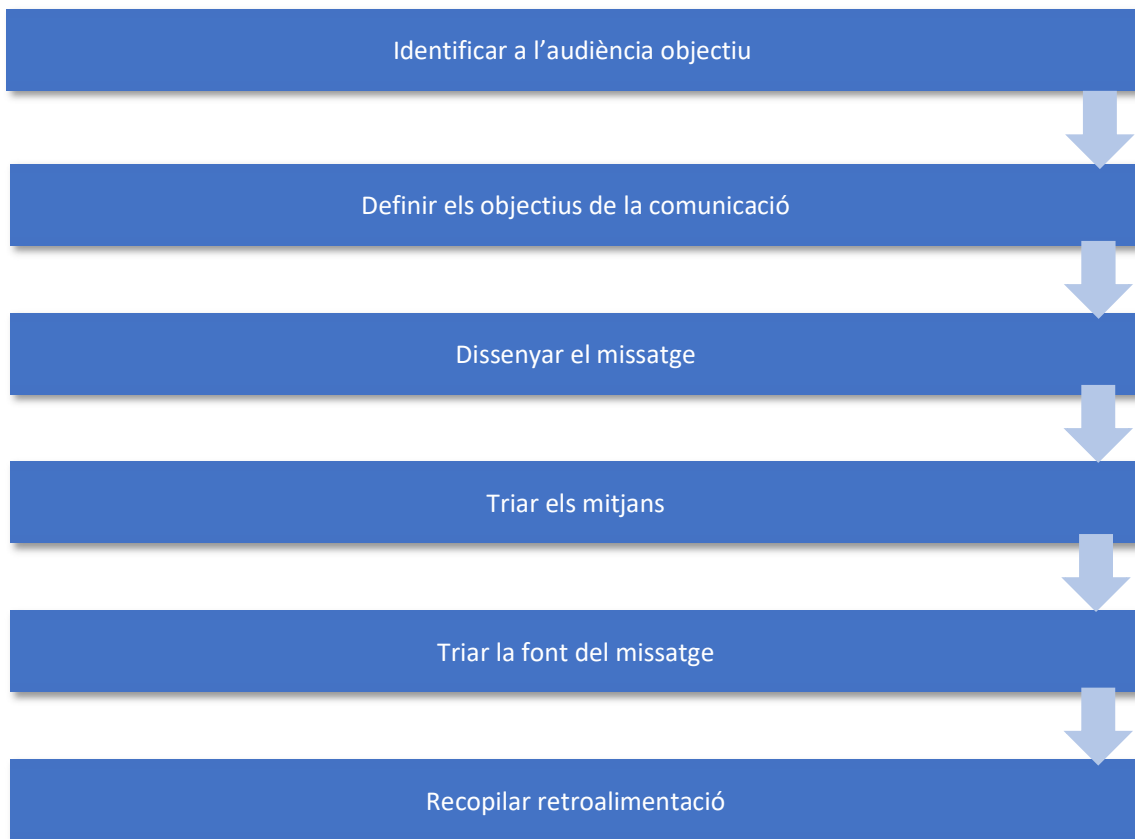 Identificar a l’audiència objectiu
Definir els objectius de la comunicació
Dissenyar el missatge
Triar els mitjans
Triar la font del missatge
Recopilar retroalimentació